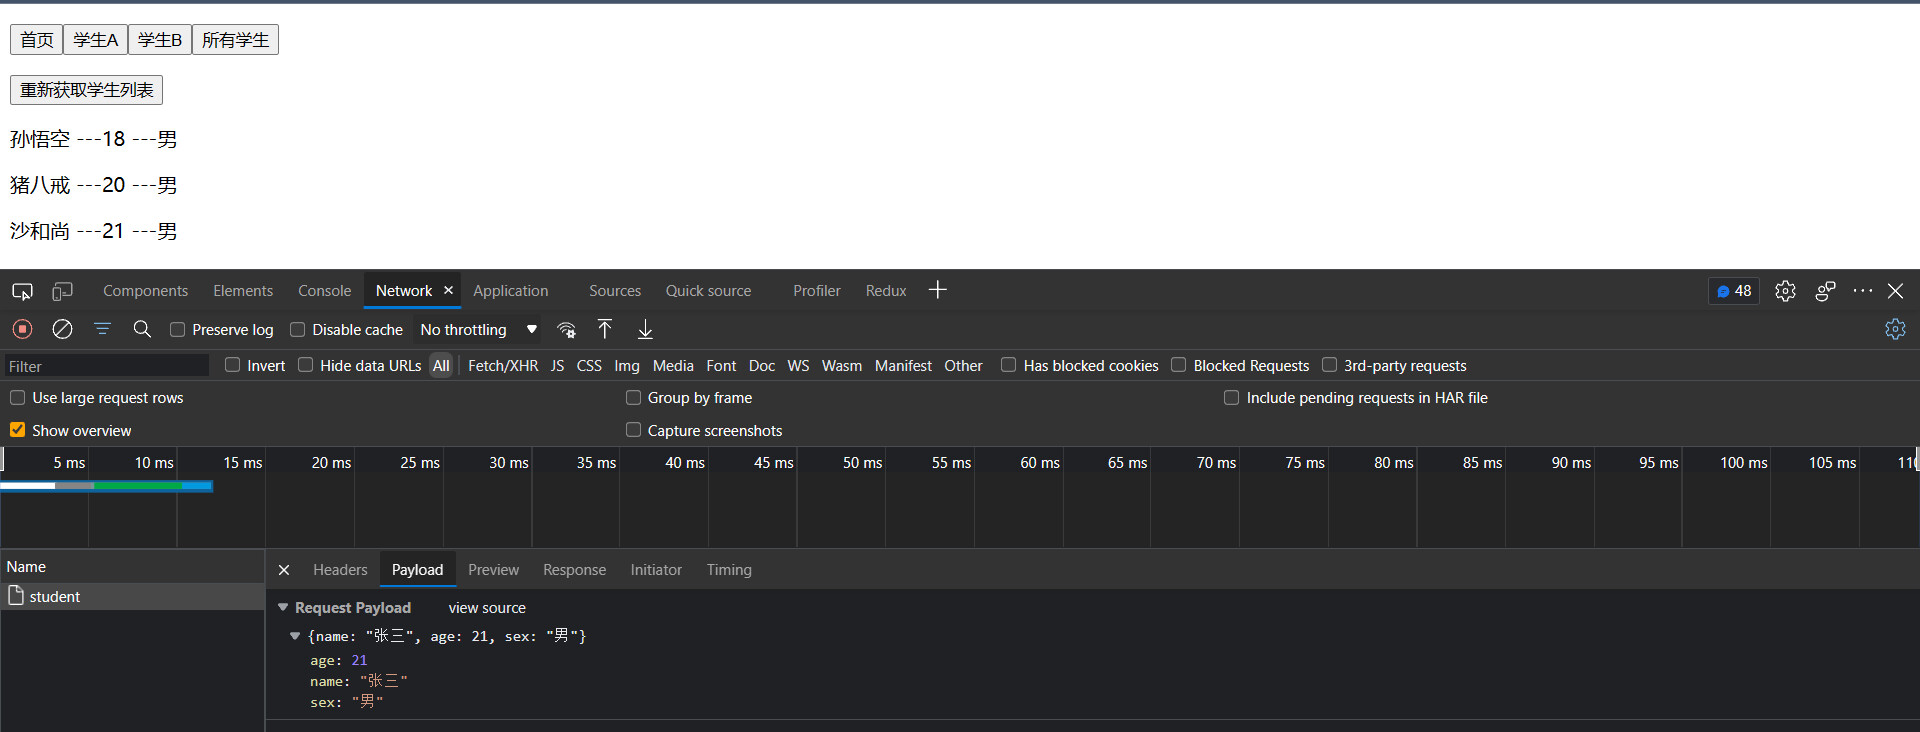 首页 学生A 学生B 所有学生
重新获取学生列表
孙悟空 ---18 ---男
猪八戒 ---20 ---男
沙和尚 ---21 ---男
Components Elements Console Network × Application Sources Quick source Profiler Redux 48
Preserve log Disable cache No throttling
Filter Invert Hide data URLs All Fetch/XHR JS CSS Img Media Font Doc WS Wasm Manifest Other Has blocked cookies Blocked Requests 3rd-party requests
Use large request rows Group by frame Include pending requests in HAR file
Show overview Capture screenshots
5 ms 10 ms 15 ms 20 ms 25 ms 30 ms 35 ms 40 ms 45 ms 50 ms 55 ms 60 ms 65 ms 70 ms 75 ms 80 ms 85 ms 90 ms 95 ms 100 ms 105 ms
Name × Headers Payload Preview Response Initiator Timing
student
Request Payload view source
{name: "张三", age: 21, sex: "男"}
age: 21
name: "张三"
sex: "男"